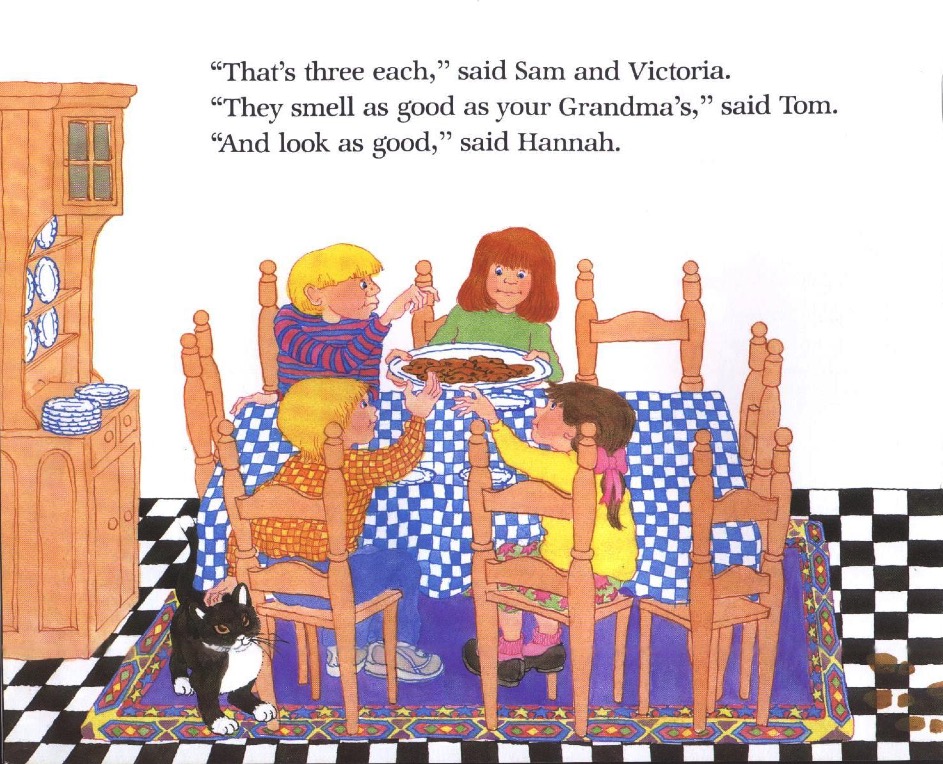 “That’s three each,” said Sam and Victoria.
“They smell as good as your Grandma’s,” said Tom.
“And look as good,” said Hannah.